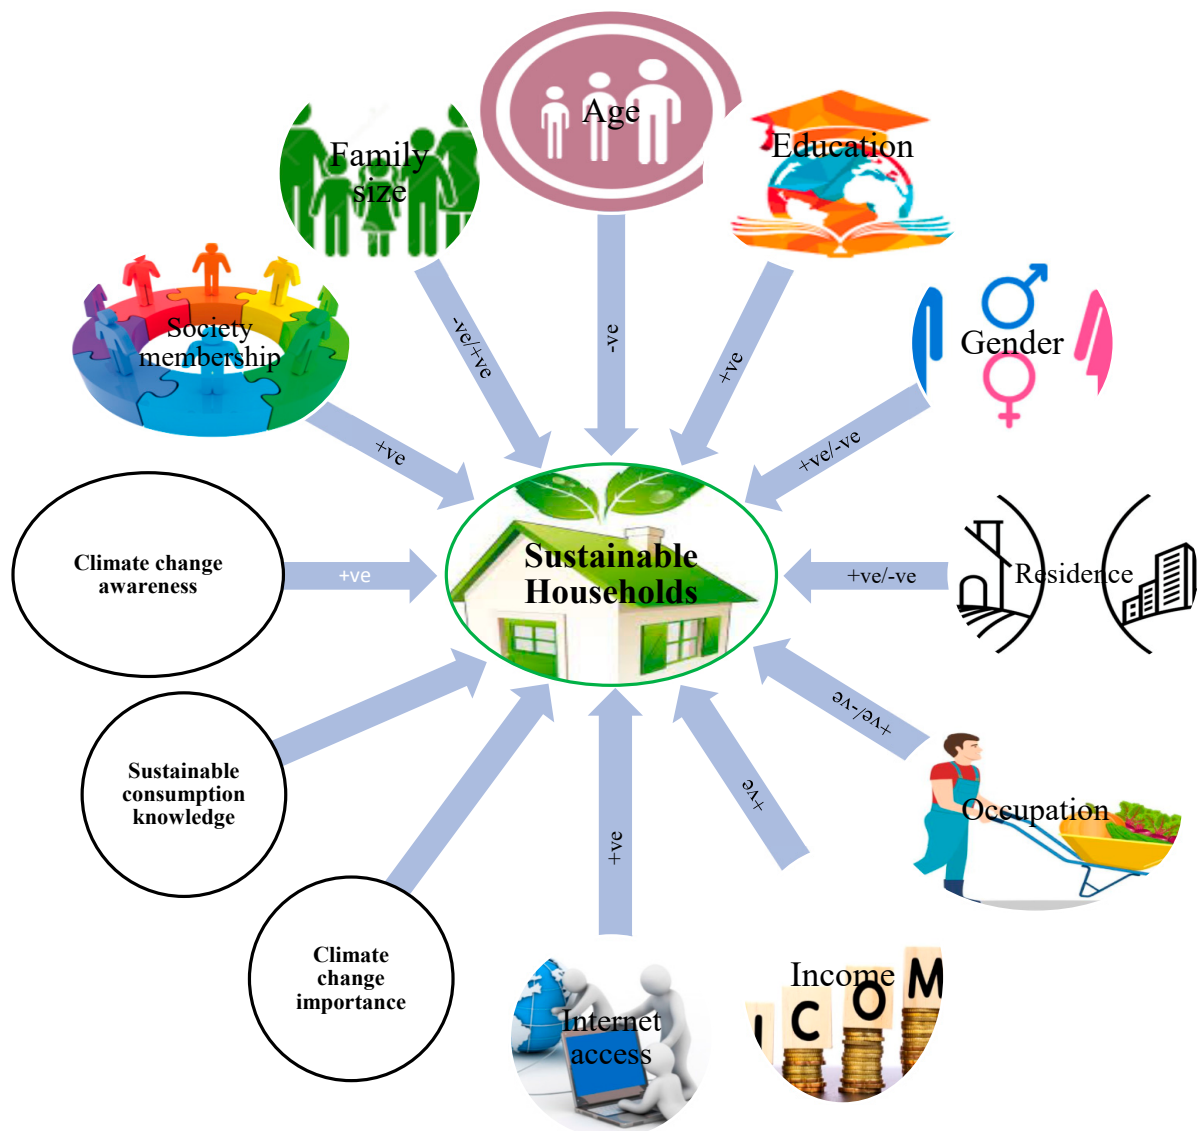 Age
Education
Family
size
Gender
Society
membership
-ve/+ve
-ve
+ve
+ve/-ve
+ve
Climate change
awareness
+ve
Sustainable
Households
+ve/-ve
Residence
+ve/-ve
Sustainable
consumption
knowledge
+ve
Occupation
+ve
Climate
change
importance
Income
I
C
O
M
Internet
access